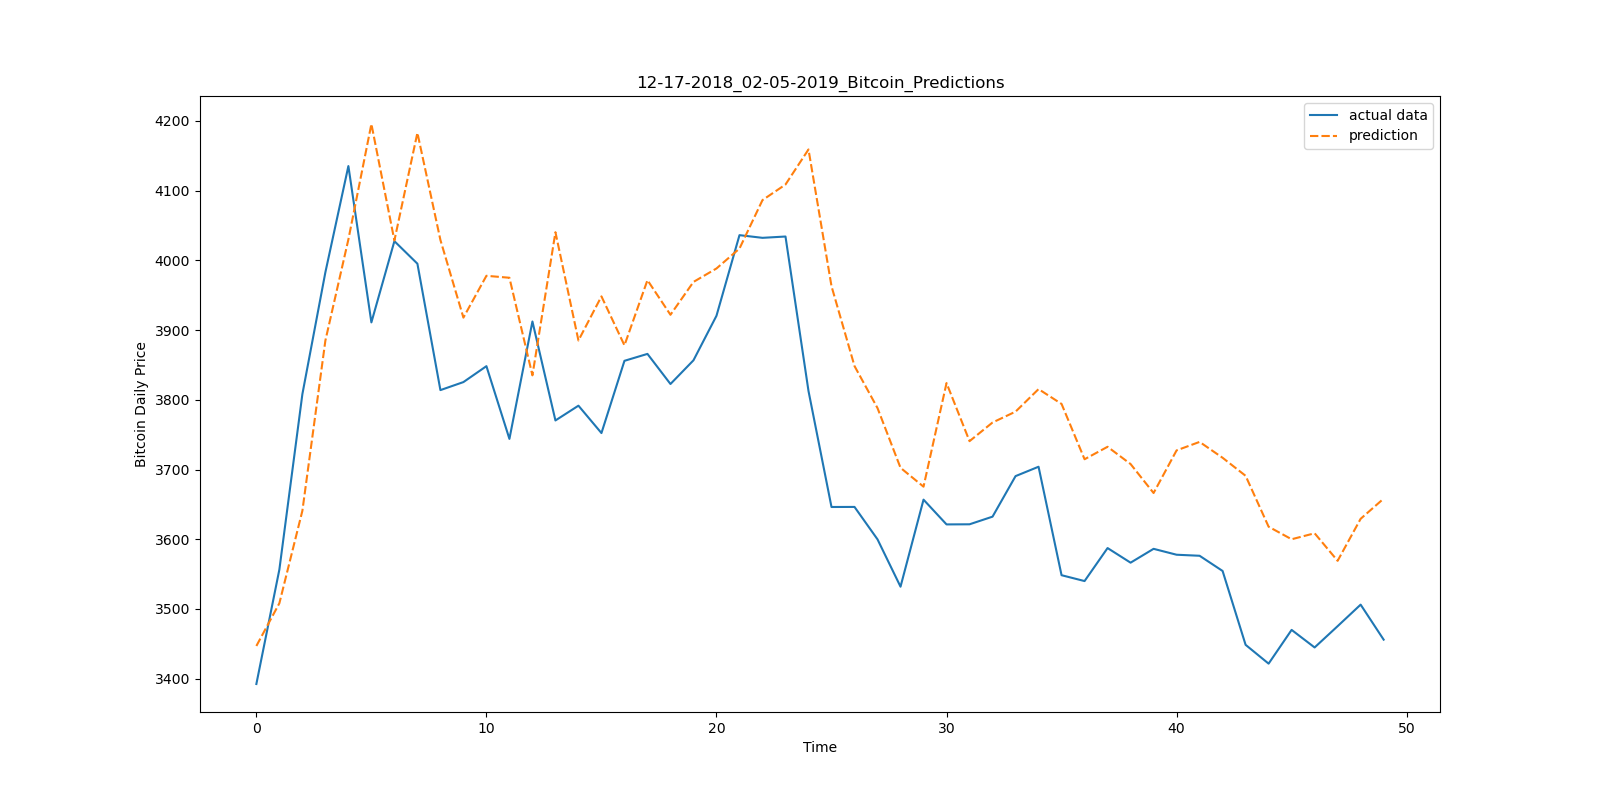 12-17-2018_02-05-2019_Bitcoin_Predictions
actual data
prediction
Bitcoin Daily Price
4200
4100
4000
3900
3800
3700
3600
3500
3400
0 10 20 30 40 50
Time